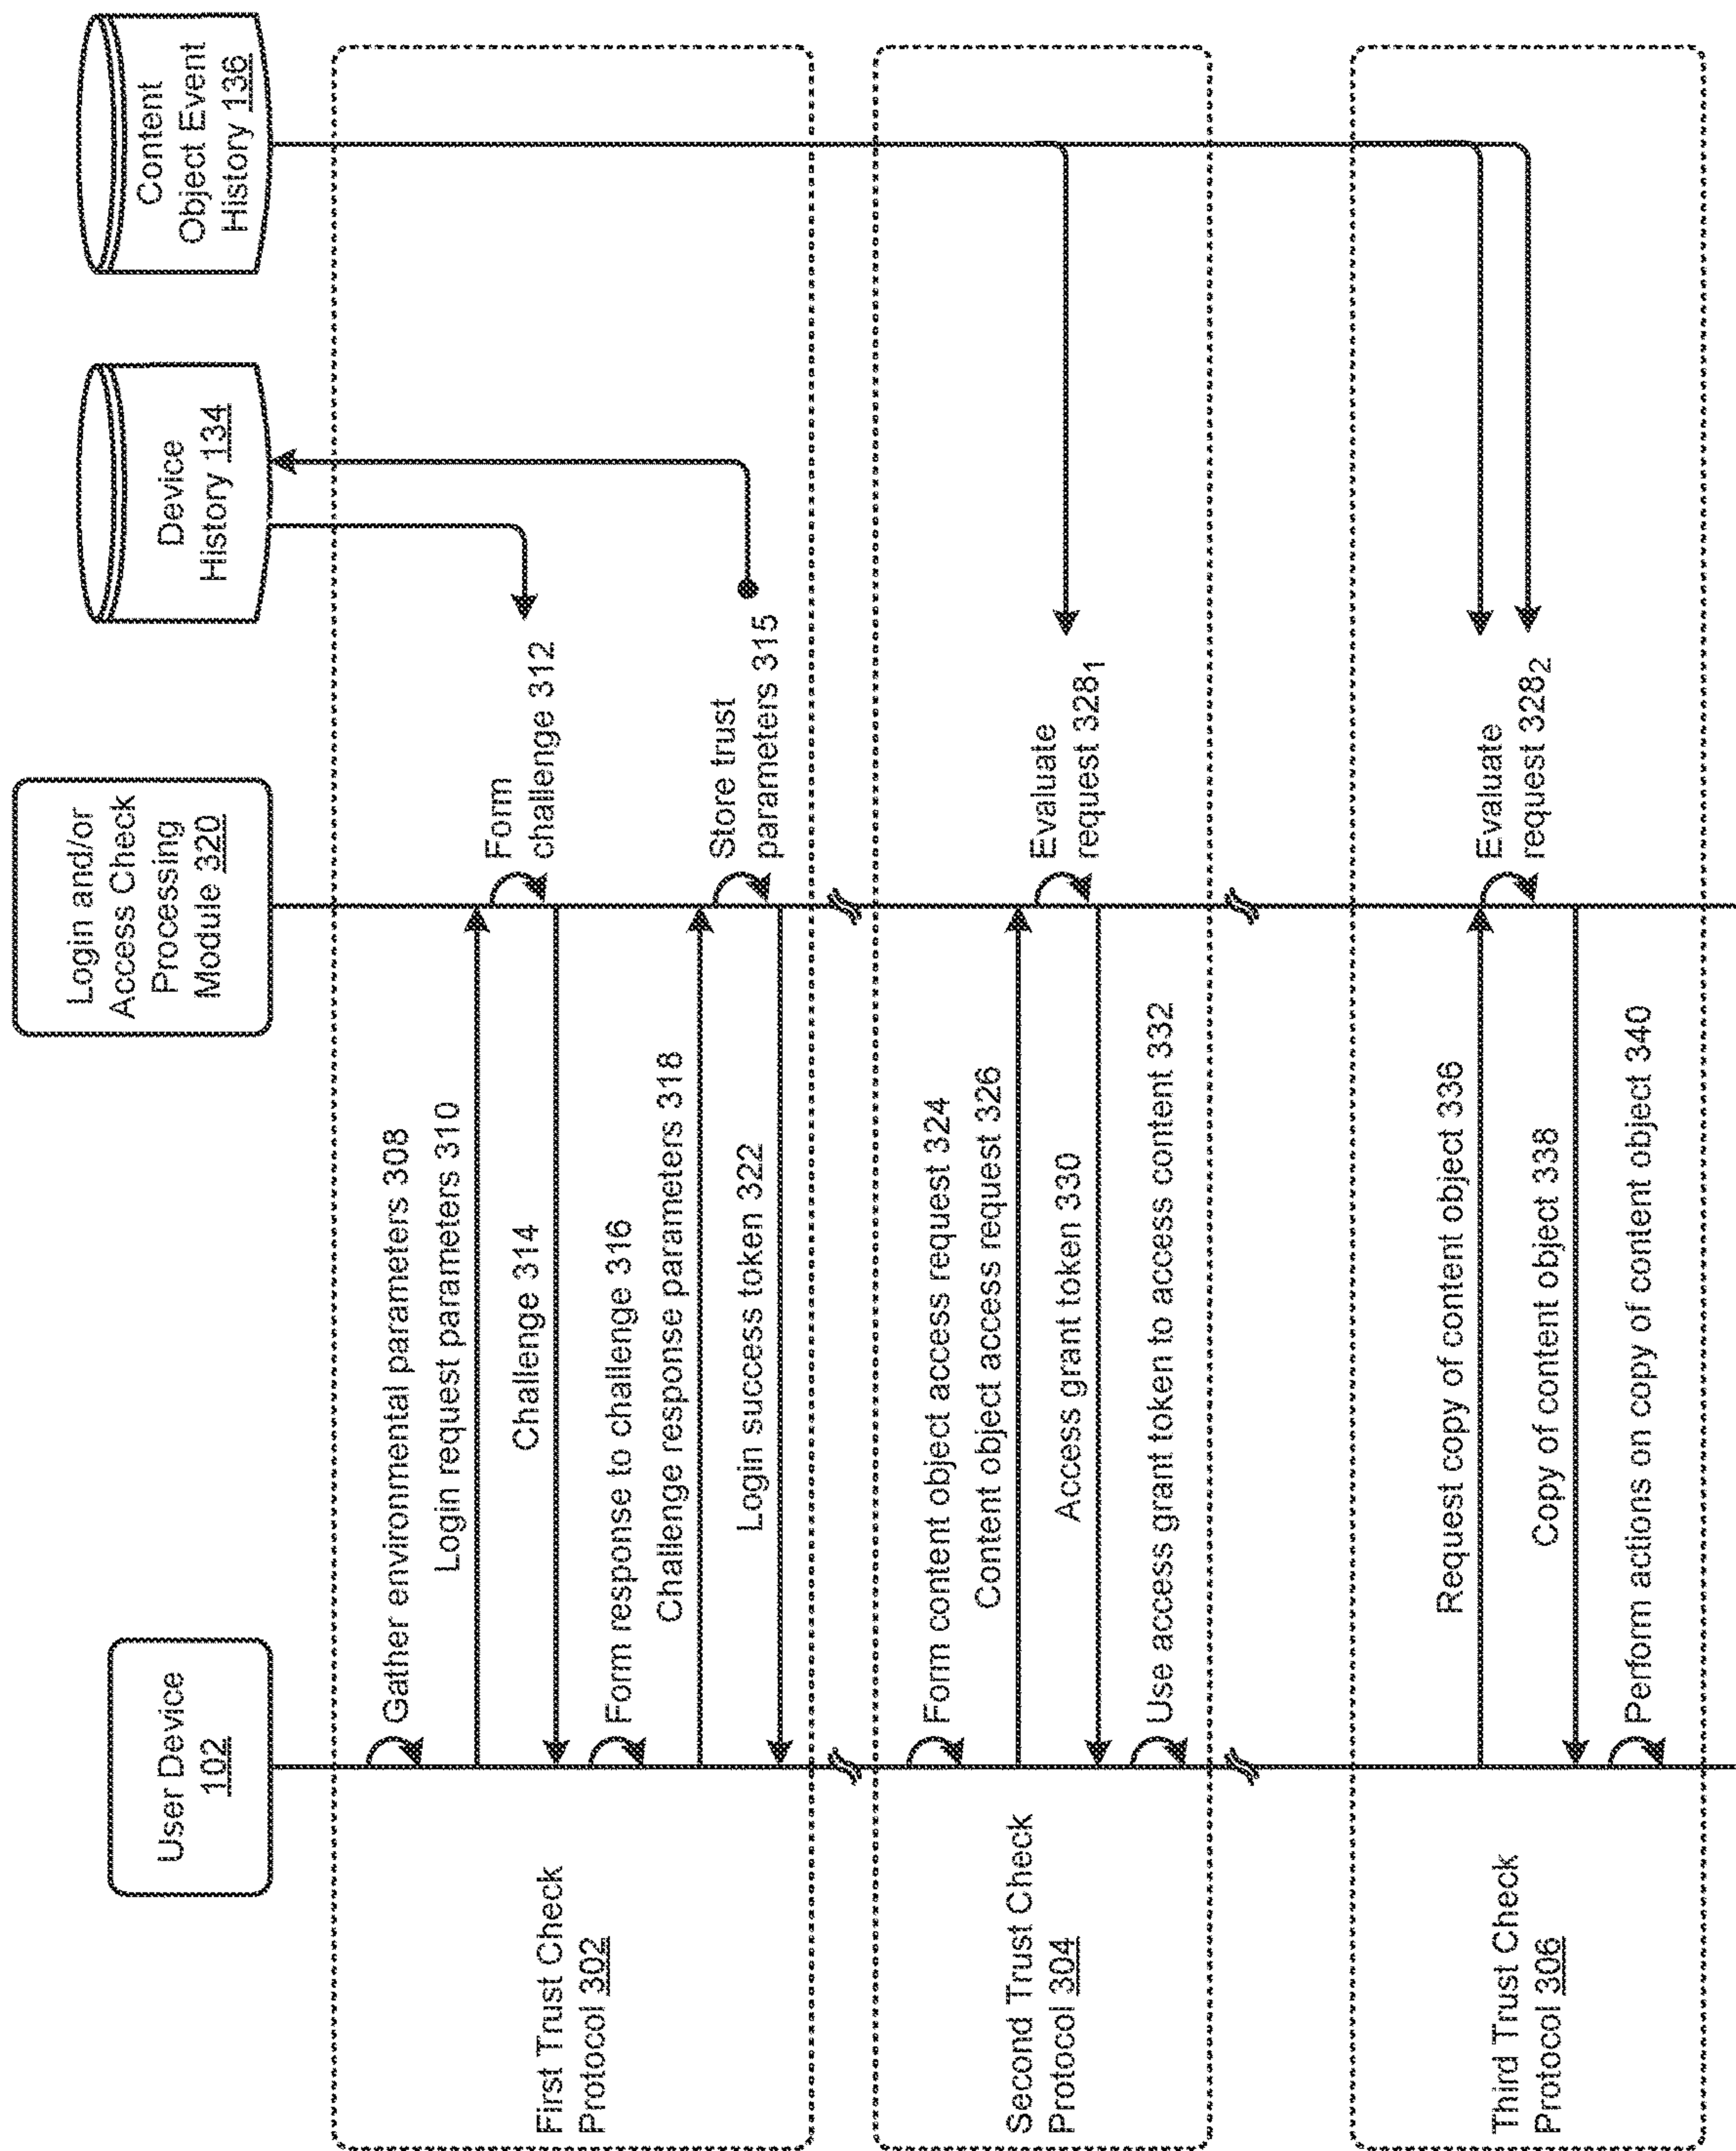 User Device
102
Login and/or
Access Check
Processing
Module 320
Device
History 134
Content
Object Event
History 136
First Trust Check
Protocol 302
Gather environmental parameters 308
Login request parameters 310
Form
challenge 312
Challenge 314
Form response to challenge 316
Challenge response parameters 318
Store trust
parameters 315
Login success token 322
Second Trust Check
Protocol 304
Form content object access request 324
Content object access request 326
Evaluate
request 328₁
Access grant token 330
Use access grant token to access content 332
Third Trust Check
Protocol 306
Request copy of content object 336
Evaluate
request 328₂
Copy of content object 338
Perform actions on copy of content object 340